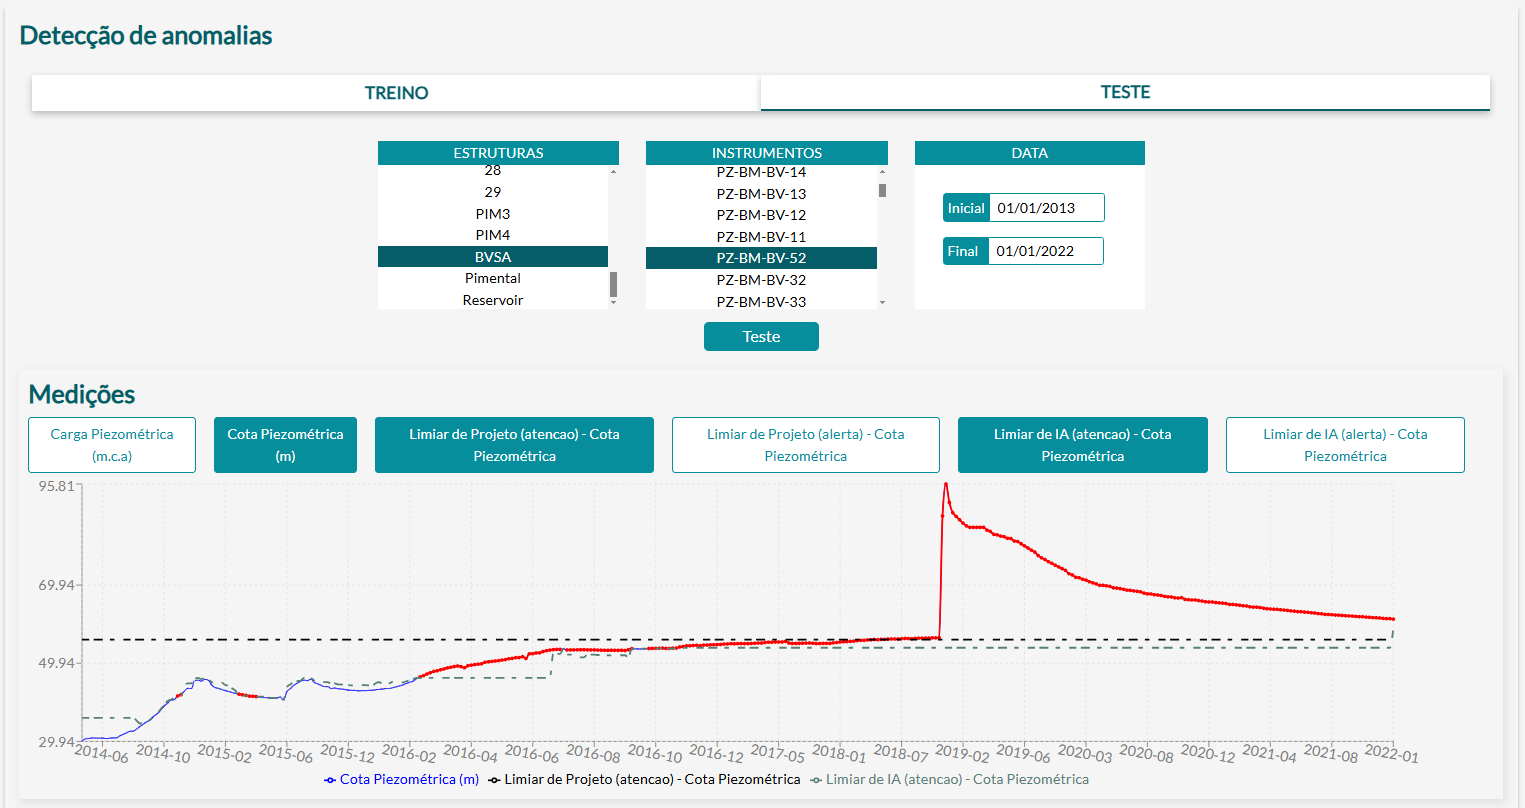 Detecção de anomalias
TREINO
TESTE
ESTRUTURAS
28
29
PIM3
PIM4
BVSA
Pimental
Reservoir
INSTRUMENTOS
PZ-BM-BV-14
PZ-BM-BV-13
PZ-BM-BV-12
PZ-BM-BV-11
PZ-BM-BV-52
PZ-BM-BV-32
PZ-BM-BV-33
DATA
Inicial 01/01/2013
Final 01/01/2022
Teste
Medições
Carga Piezométrica
(m.c.a)
Cota Piezométrica
(m)
Limiar de Projeto (atencao) - Cota
Piezométrica
Limiar de Projeto (alerta) - Cota
Piezométrica
Limiar de IA (atencao) - Cota
Piezométrica
Limiar de IA (alerta) - Cota
Piezométrica
95.81
69.94
49.94
29.94
2014-06 2014-10 2015-02 2015-06 2015-12 2016-02 2016-04 2016-06 2016-08 2016-10 2016-12 2017-05 2018-01 2018-07 2019-02 2019-06 2020-03 2020-08 2020-12 2021-04 2021-08 2022-01
Cota Piezométrica (m) Limiar de Projeto (atencao) - Cota Piezométrica Limiar de IA (atencao) - Cota Piezométrica